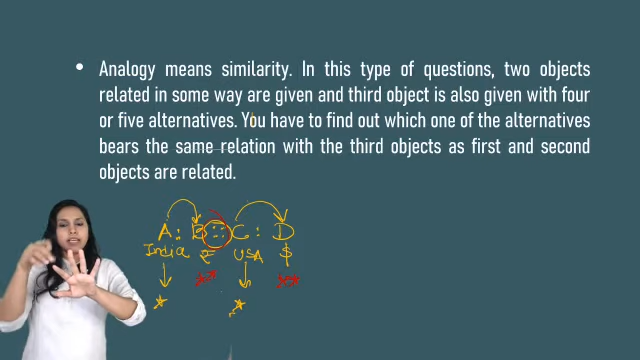 • Analogy means similarity. In this type of questions, two objects
related in some way are given and third object is also given with four
or five alternatives. You have to find out which one of the alternatives
bears the same relation with the third objects as first and second
objects are related.
A : B :: C : D
India ₹ USA $